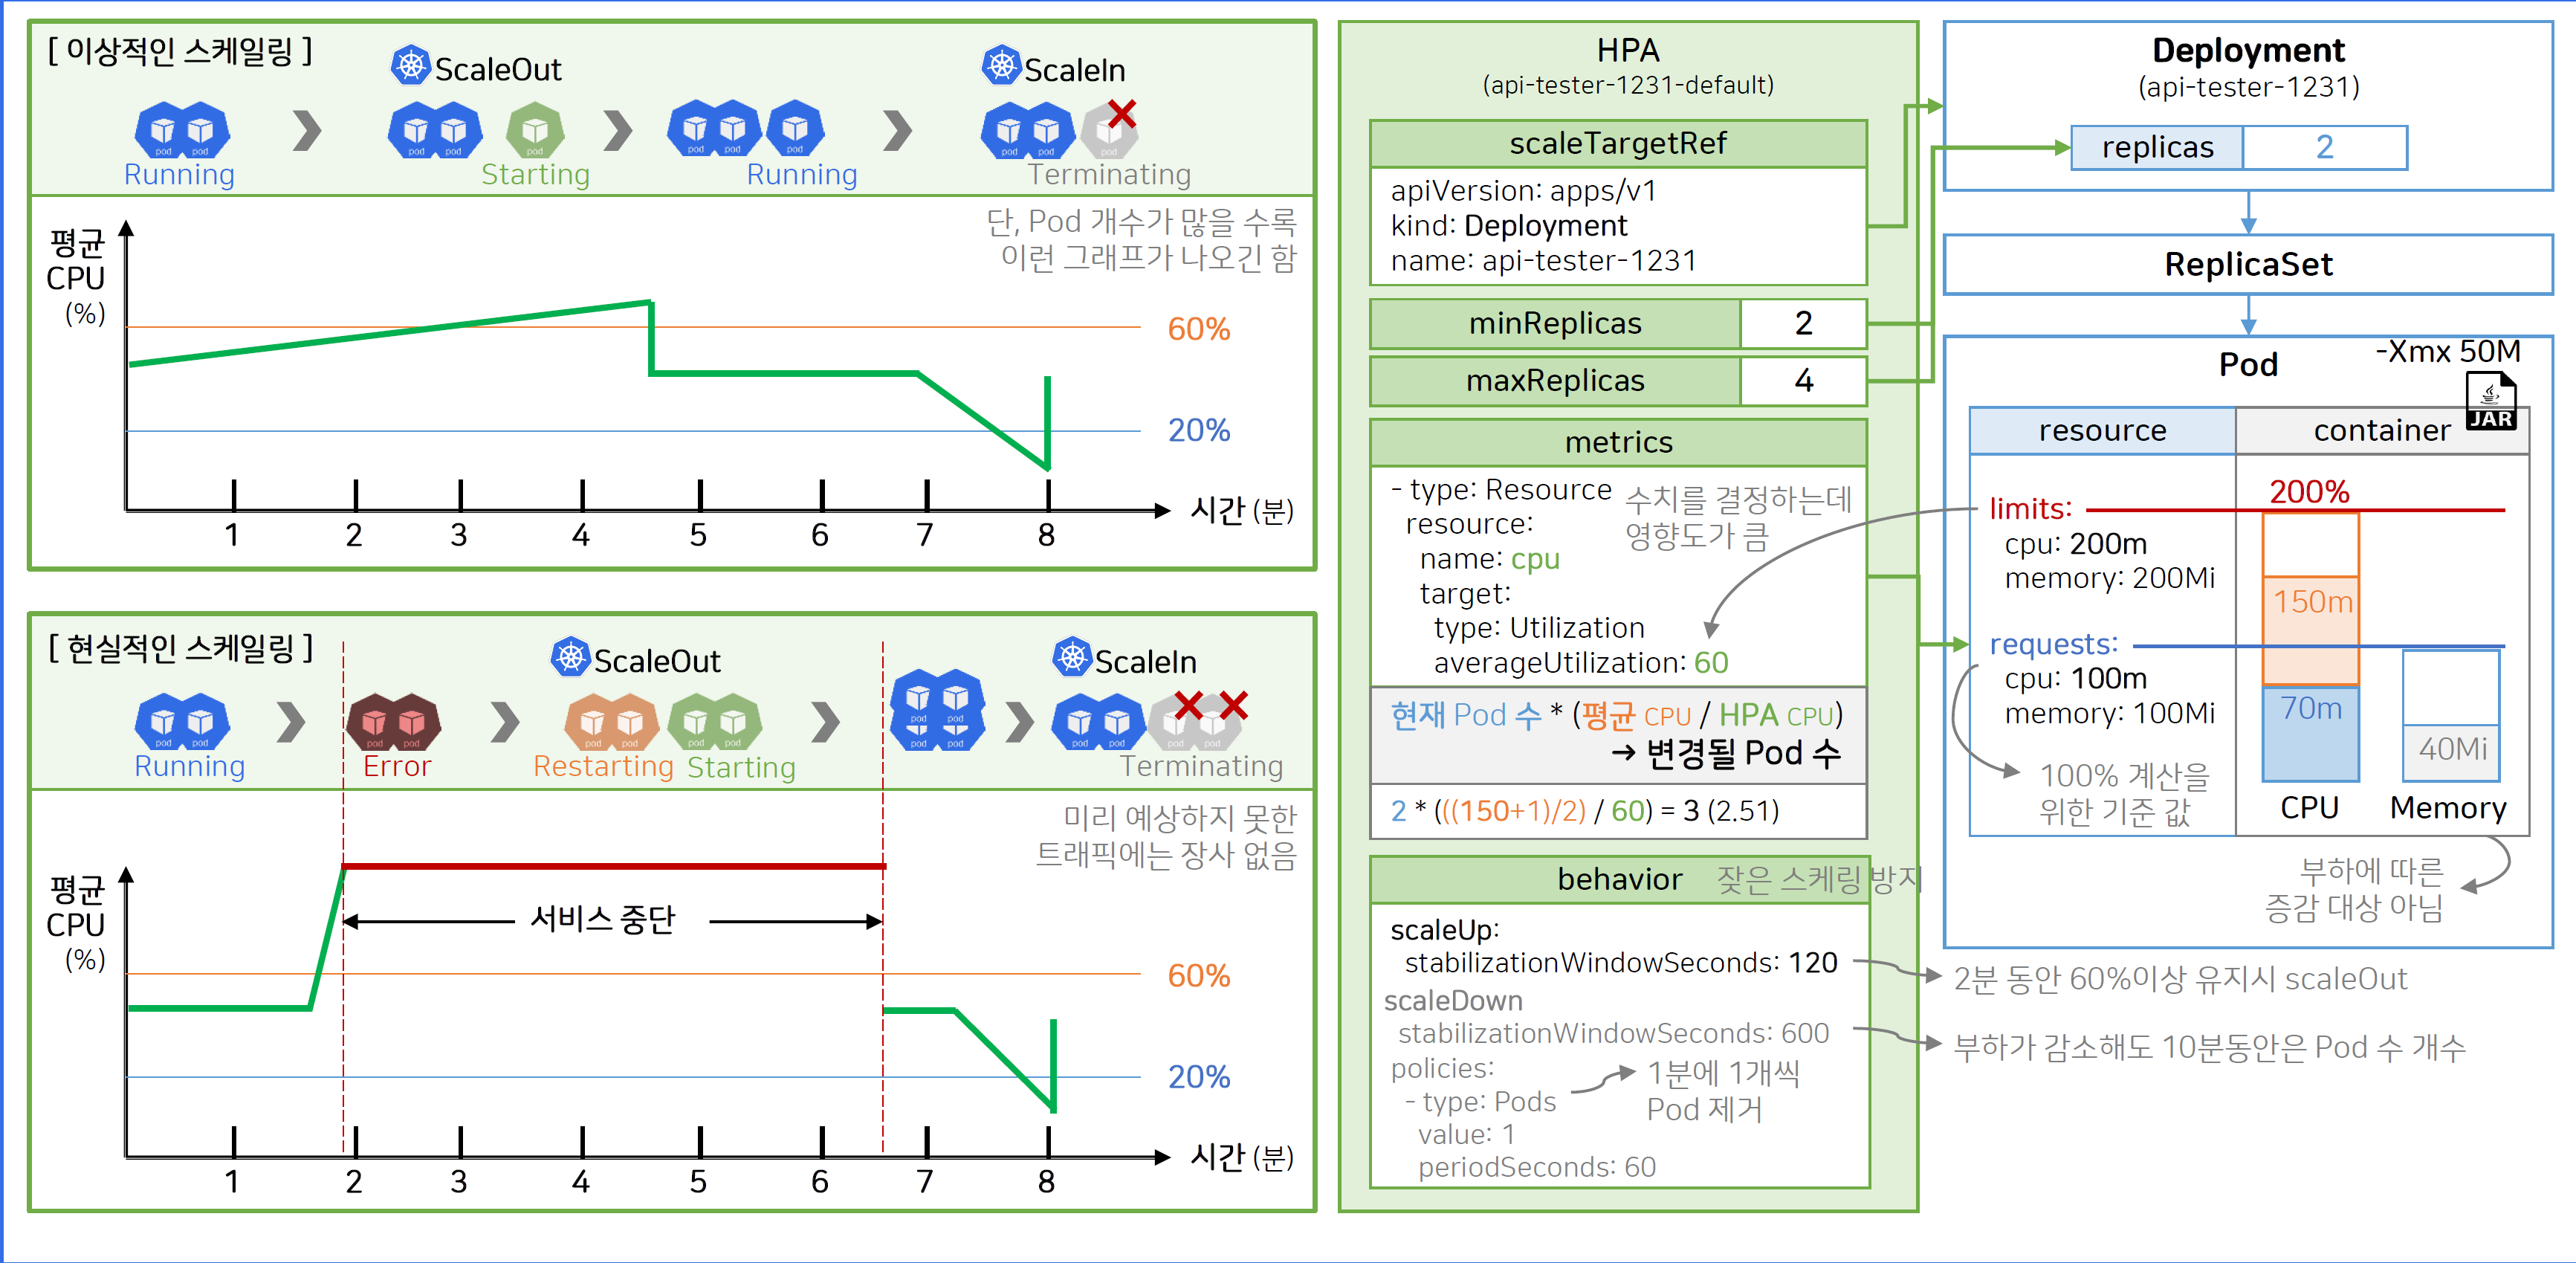 [ 이상적인 스케일링 ]
ScaleOut
ScaleIn
pod pod
pod pod
pod
pod pod
pod
pod pod
pod
Running
Starting
Running
Terminating
단, Pod 개수가 많을 수록
이런 그래프가 나오긴 함
평균
CPU
(%)
60%
20%
1 2 3 4 5 6 7 8
시간 (분)
[ 현실적인 스케일링 ]
ScaleOut
ScaleIn
pod pod
pod pod
pod pod
pod pod
pod pod
pod pod
pod pod
pod pod
Running
Error
Restarting
Starting
Terminating
미리 예상하지 못한
트래픽에는 장사 없음
평균
CPU
(%)
서비스 중단
60%
20%
1 2 3 4 5 6 7 8
시간 (분)
HPA
(api-tester-1231-default)
scaleTargetRef
apiVersion: apps/v1
kind: Deployment
name: api-tester-1231
minReplicas 2
maxReplicas 4
metrics
- type: Resource
resource:
name: cpu
target:
type: Utilization
averageUtilization: 60
수치를 결정하는데
영향도가 큼
현재 Pod 수 * (평균 CPU / HPA CPU)
→ 변경될 Pod 수
2 * (((150+1)/2) / 60) = 3 (2.51)
behavior 잦은 스케링 방지
scaleUp:
stabilizationWindowSeconds: 120
scaleDown
stabilizationWindowSeconds: 600
policies:
- type: Pods
value: 1
periodSeconds: 60
1분에 1개씩
Pod 제거
2분 동안 60%이상 유지시 scaleOut
부하가 감소해도 10분동안은 Pod 수 개수
Deployment
(api-tester-1231)
replicas 2
ReplicaSet
Pod
-Xmx 50M
JAR
resource
container
limits:
cpu: 200m
memory: 200Mi
requests:
cpu: 100m
memory: 100Mi
100% 계산을
위한 기준 값
200%
150m
70m
40Mi
CPU
Memory
부하에 따른
증감 대상 아님